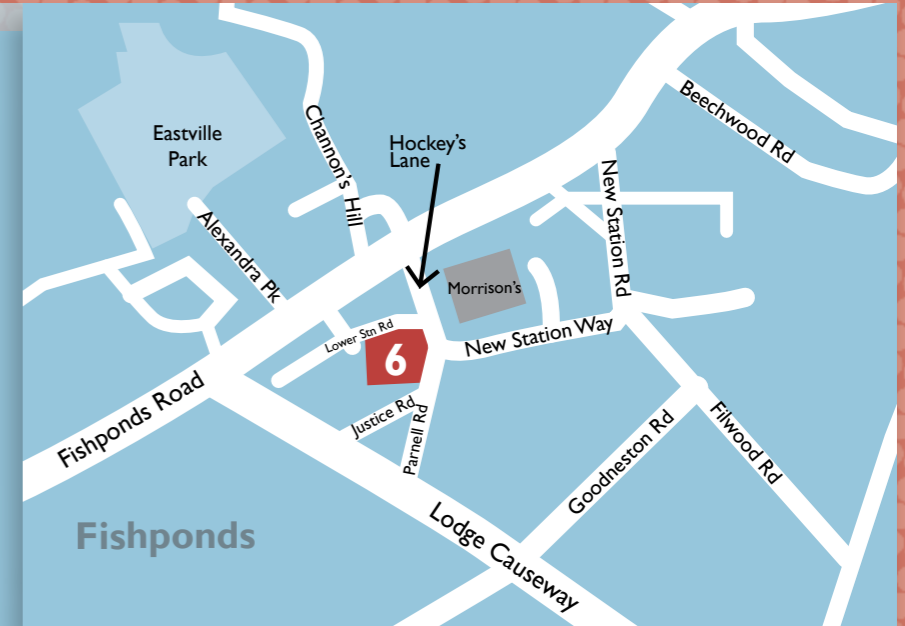 Eastville
Park
Channon's Hill
Hockey's
Lane
Beechwood Rd
New Station Rd
Alexandra Pk
Morrison's
Lower Stn Rd
New Station Way
6
Fishponds Road
Justice Rd
Parnell Rd
Goodneston Rd
Filwood Rd
Lodge Causeway
Fishponds